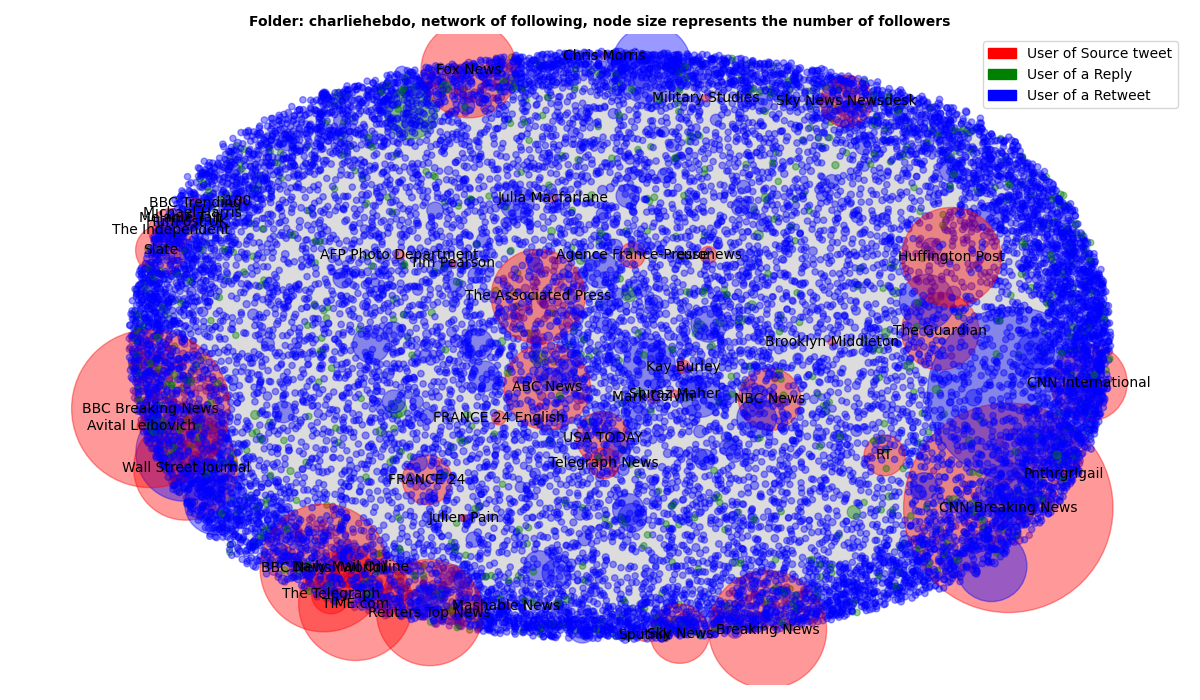 Folder: charliehebdo, network of following, node size represents the number of followers
User of Source tweet
User of a Reply
User of a Retweet
Chris Morris
Fox News
Military Studies
Sky News Newsdesk
Julia Macfarlane
BBC Trending
The Independent
Slate
AFP Photo Department
Tim Pearson
Agence France-Presse
euronews
Huffington Post
The Associated Press
The Guardian
Brooklyn Middleton
Kay Burley
CNN International
ABC News
Shiraz Maher
NBC News
BBC Breaking News
FRANCE 24 English
Avital Leibovich
USA TODAY
RT
Telegraph News
Wall Street Journal
FRANCE 24
Pnthrgrlgail
CNN Breaking News
Julien Pain
The Telegraph
TIME.com
Mashable News
Reuters Top News
Breaking News
Sky News